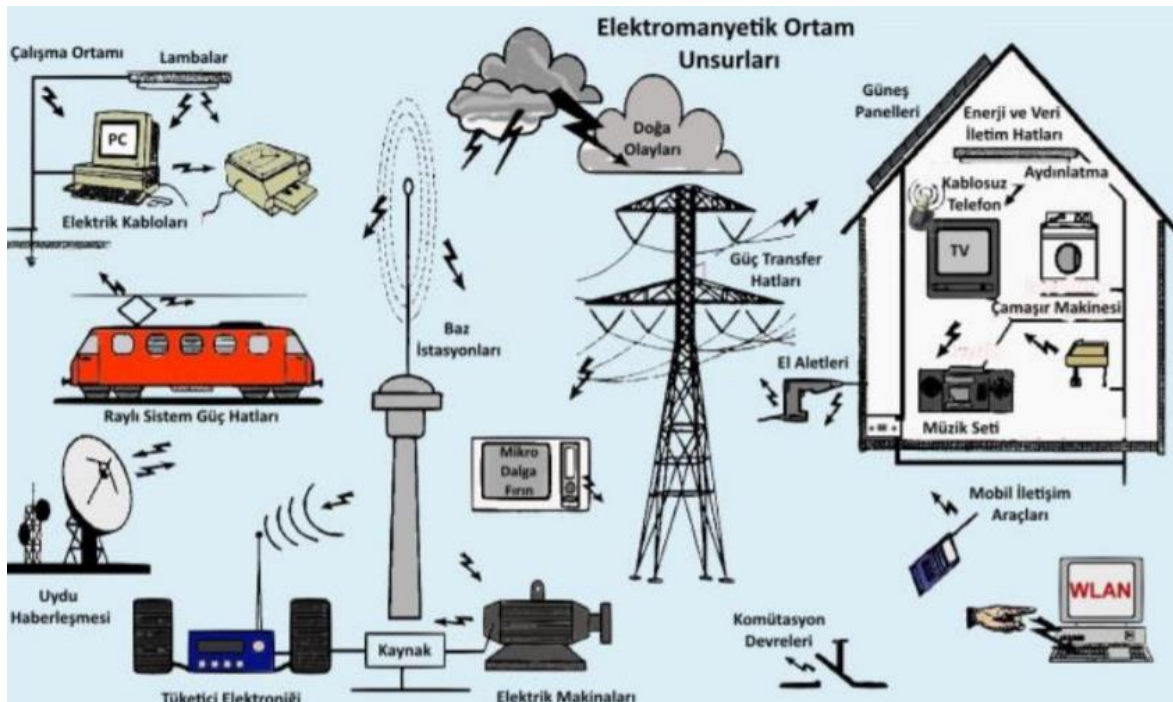 Elektromanyetik Ortam
Unsurları
Çalışma Ortamı
Lambalar
PC
Elektrik Kabloları
Doğa
Olayları
Güneş
Panelleri
Enerji ve Veri
İletim Hatları
Aydınlatma
Kablosuz
Telefon
TV
Çamaşır Makinesi
Müzik Seti
Güç Transfer
Hatları
El Aletleri
Baz
İstasyonları
Raylı Sistem Güç Hatları
Mikro
Dalga
Fırın
Mobil İletişim
Araçları
WLAN
Uydu
Haberleşmesi
Kaynak
Komütasyon
Devreleri
Tüketici Elektroniği
Elektrik Makinaları